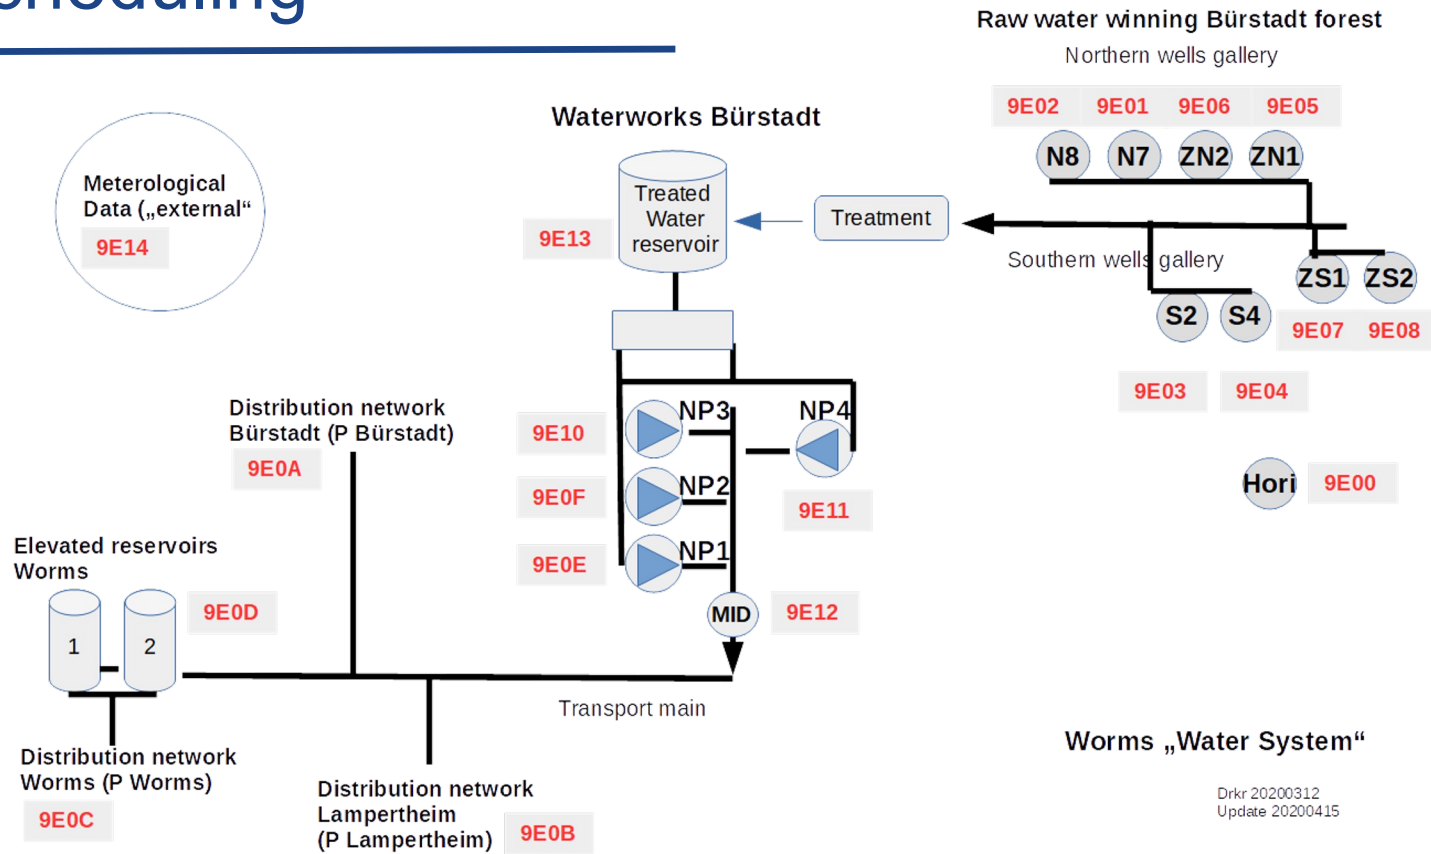 Raw water winning Bürstadt forest
Northern wells gallery
9E02 9E01 9E06 9E05
N8 N7 ZN2 ZN1
Waterworks Bürstadt
Treated
Water
reservoir
9E13
Treatment
Southern wells gallery
ZS1 ZS2
S2 S4
9E07 9E08
9E03 9E04
Hori 9E00
Meterological
Data („external“
9E14
NP3 NP4
9E10
NP2
9E0F
9E11
NP1
9E0E
MID 9E12
Distribution network
Bürstadt (P Bürstadt)
9E0A
Elevated reservoirs
Worms
9E0D
1 2
Transport main
Distribution network
Worms (P Worms)
9E0C
Distribution network
Lampertheim
(P Lampertheim) 9E0B
Worms „Water System“
Drkr 20200312
Update 20200415